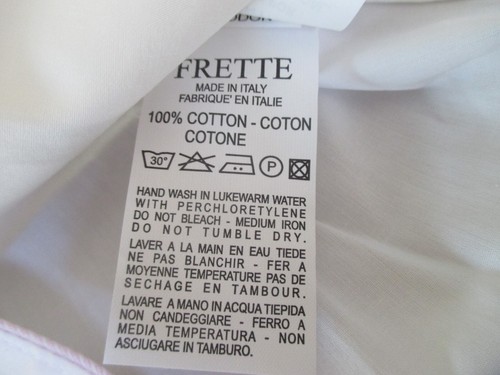 FRETTE
MADE IN ITALY
FABRIQUE' EN ITALIE
100% COTTON - COTON
COTONE
30° P
HAND WASH IN LUKEWARM WATER
WITH PERCHLORETYLENE
DO NOT BLEACH - MEDIUM IRON
DO NOT TUMBLE DRY.
LAVER A LA MAIN EN EAU TIEDE
NE PAS BLANCHIR - FER A
MOYENNE TEMPERATURE PAS DE
SECHAGE EN TAMBOUR.
LAVARE A MANO IN ACQUA TIEPIDA
NON CANDEGGIARE - FERRO A
MEDIA TEMPERATURA - NON
ASCIUGARE IN TAMBURO.